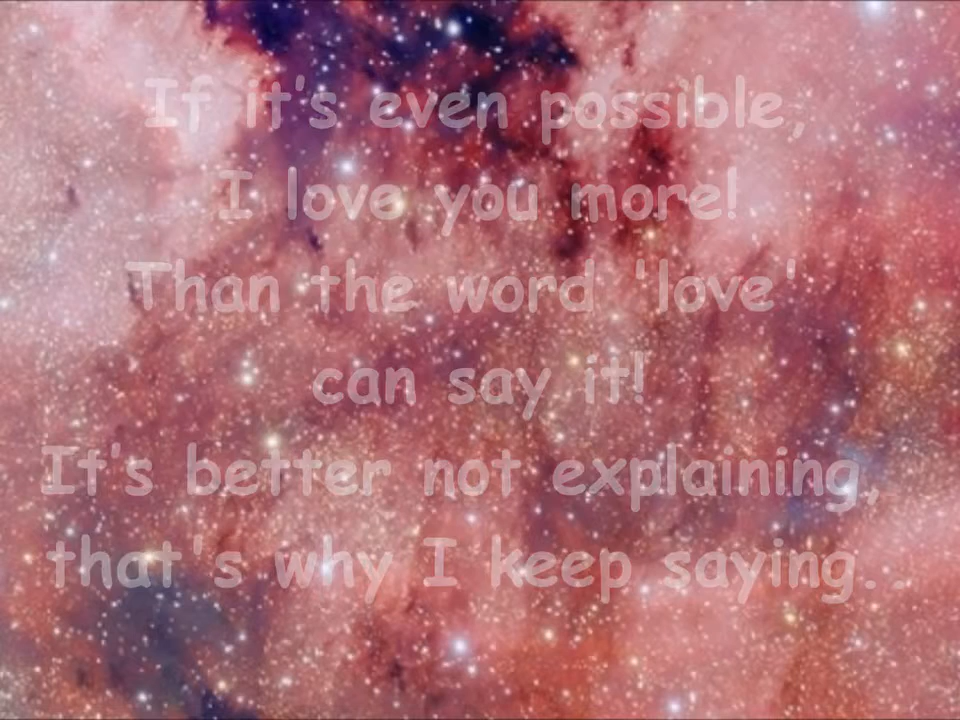 If it's even possible,
I love you more!
Than the word 'love'
can say it!
It's better not explaining,
that's why I keep saying..